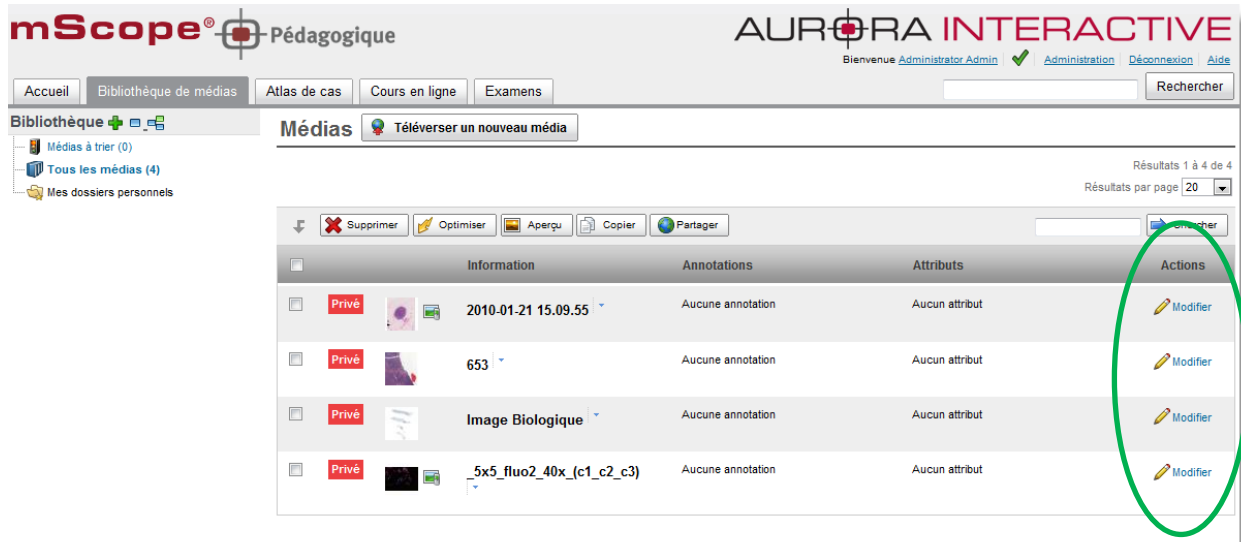 mScope® Pédagogique
AURORA INTERACTIVE
Bienvenue Administrator Admin Administration Déconnexion Aide
Accueil Bibliothèque de médias Atlas de cas Cours en ligne Examens Rechercher
Bibliothèque
Médias à trier (0)
Tous les médias (4)
Mes dossiers personnels
Médias Téléverser un nouveau média
Résultats 1 à 4 de 4
Résultats par page 20
Supprimer Optimiser Aperçu Copier Partager Chercher
Information Annotations Attributs Actions
Privé 2010-01-21 15.09.55 Aucune annotation Aucun attribut Modifier
Privé 653 Aucune annotation Aucun attribut Modifier
Privé Image Biologique Aucune annotation Aucun attribut Modifier
Privé _5x5_fluo2_40x_(c1_c2_c3) Aucune annotation Aucun attribut Modifier